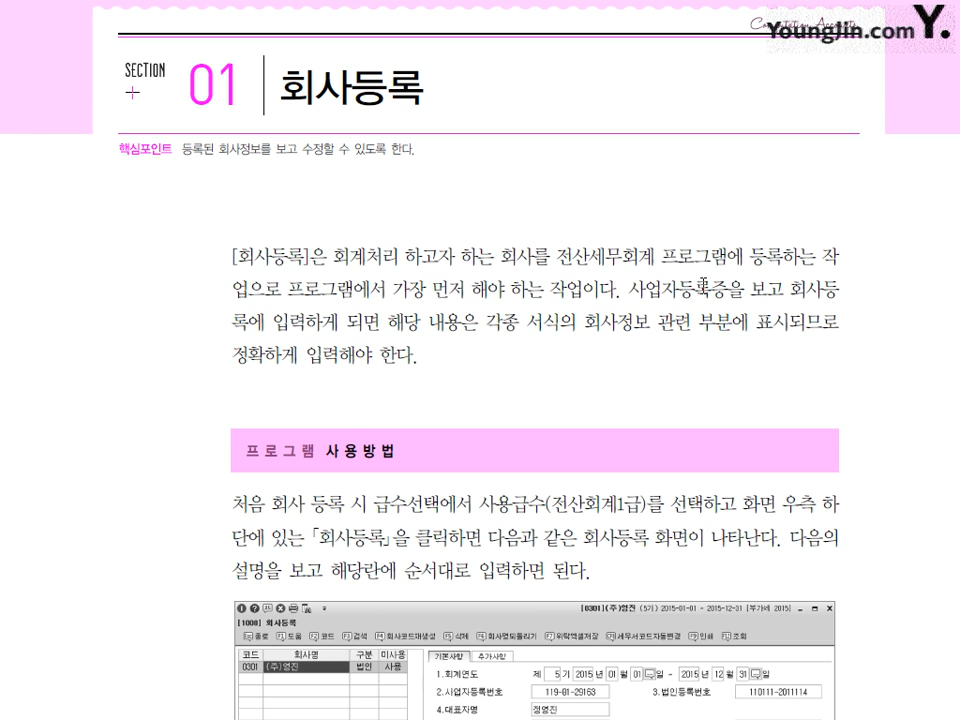 YoungJin.com Y.
SECTION
01
회사등록
핵심포인트 등록된 회사정보를 보고 수정할 수 있도록 한다.
[회사등록]은 회계처리 하고자 하는 회사를 전산세무회계 프로그램에 등록하는 작
업으로 프로그램에서 가장 먼저 해야 하는 작업이다. 사업자등록증을 보고 회사등
록에 입력하게 되면 해당 내용은 각종 서식의 회사정보 관련 부분에 표시되므로
정확하게 입력해야 한다.
프로그램 사용방법
처음 회사 등록 시 급수선택에서 사용급수(전산회계1급)를 선택하고 화면 우측 하
단에 있는 「회사등록」을 클릭하면 다음과 같은 회사등록 화면이 나타난다. 다음의
설명을 보고 해당란에 순서대로 입력하면 된다.
[0301](주)영진 (5기) 2015-01-01 ~ 2015-12-31 [부가세 2015]
[1008] 회사등록
종료 F1도움 F2코드 F3검색 F4회사코드재생성 F5삭제 F6회사명되돌리기 F7위탁엑셀저장 F8세무서코드자동변경 F9인쇄 조회
코드 회사명 구분 미사용 기본사항 추가사항
0301 (주)영진 법인 사용
1.회계연도 제 5 기 2015 년 01 월 01 일 ~ 2015 년 12 월 31 일
2.사업자등록번호 119-81-29163 3.법인등록번호 110111-2011114
4.대표자명 정영진